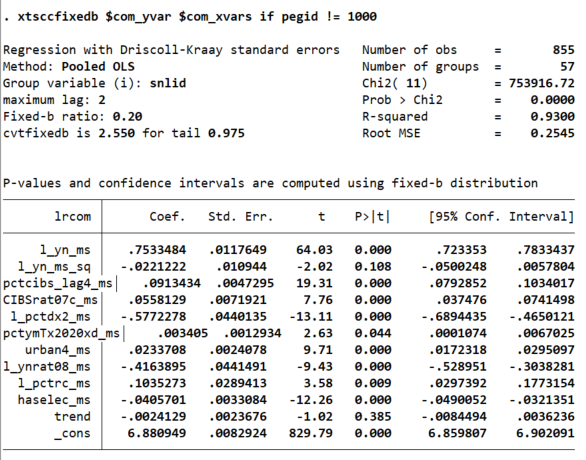 . xtsccfixedb $com_yvar $com_xvars if pegid != 1000
Regression with Driscoll-Kraay standard errors Number of obs = 855
Method: Pooled OLS Number of groups = 57
Group variable (i): snlid Chi2( 11) = 753916.72
maximum lag: 2 Prob > Chi2 = 0.0000
Fixed-b ratio: 0.20 R-squared = 0.9300
cvtfixedb is 2.550 for tail 0.975 Root MSE = 0.2545
P-values and confidence intervals are computed using fixed-b distribution
lrcom Coef. Std. Err. t P>|t| [95% Conf. Interval]
l_yn_ms .7533484 .0117649 64.03 0.000 .723353 .7833437
l_yn_ms_sq -.0221222 .010944 -2.02 0.108 -.0500248 .0057804
pctcibs_lag4_ms| .0913434 .0047295 19.31 0.000 .0792852 .1034017
CIBSrat07c_ms .0558129 .0071921 7.76 0.000 .037476 .0741498
l_pctdx2_ms -.5772278 .0440135 -13.11 0.000 -.6894435 -.4650121
pctymTx2020xd_ms| .003405 .0012934 2.63 0.044 .0001074 .0067025
urban4_ms .0233708 .0024078 9.71 0.000 .0172318 .0295097
l_ynrat08_ms -.4163895 .0441491 -9.43 0.000 -.528951 -.3038281
l_pctrc_ms .1035273 .0289413 3.58 0.009 .0297392 .1773154
haselec_ms -.0405701 .0033084 -12.26 0.000 -.0490052 -.0321351
trend -.0024129 .0023676 -1.02 0.385 -.0084494 .0036236
_cons 6.880949 .0082924 829.79 0.000 6.859807 6.902091